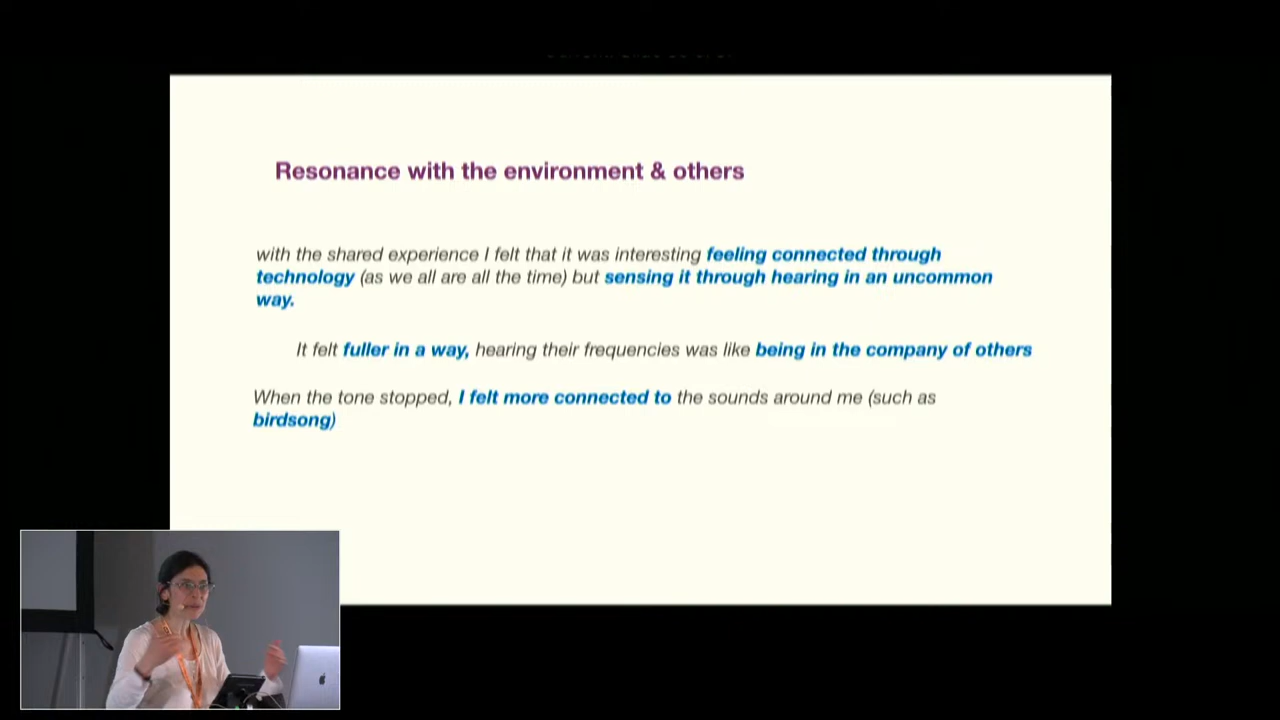 Resonance with the environment & others
with the shared experience I felt that it was interesting feeling connected through
technology (as we all are all the time) but sensing it through hearing in an uncommon
way.
It felt fuller in a way, hearing their frequencies was like being in the company of others
When the tone stopped, I felt more connected to the sounds around me (such as
birdsong)